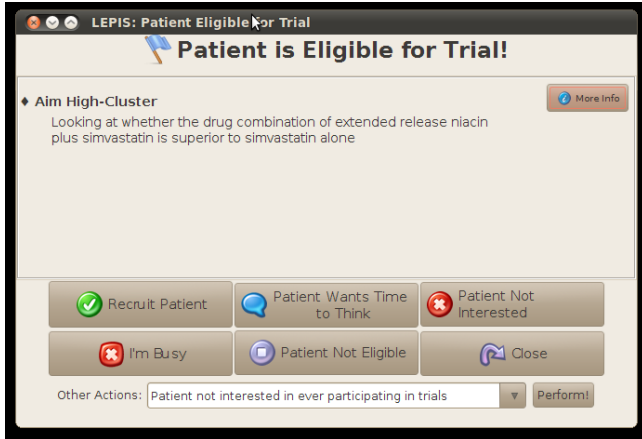 LEPIS: Patient Eligible for Trial
Patient is Eligible for Trial!
Aim High-Cluster
More Info
Looking at whether the drug combination of extended release niacin
plus simvastatin is superior to simvastatin alone
Recruit Patient
Patient Wants Time
to Think
Patient Not
Interested
I'm Busy
Patient Not Eligible
Close
Other Actions:
Patient not interested in ever participating in trials
Perform!